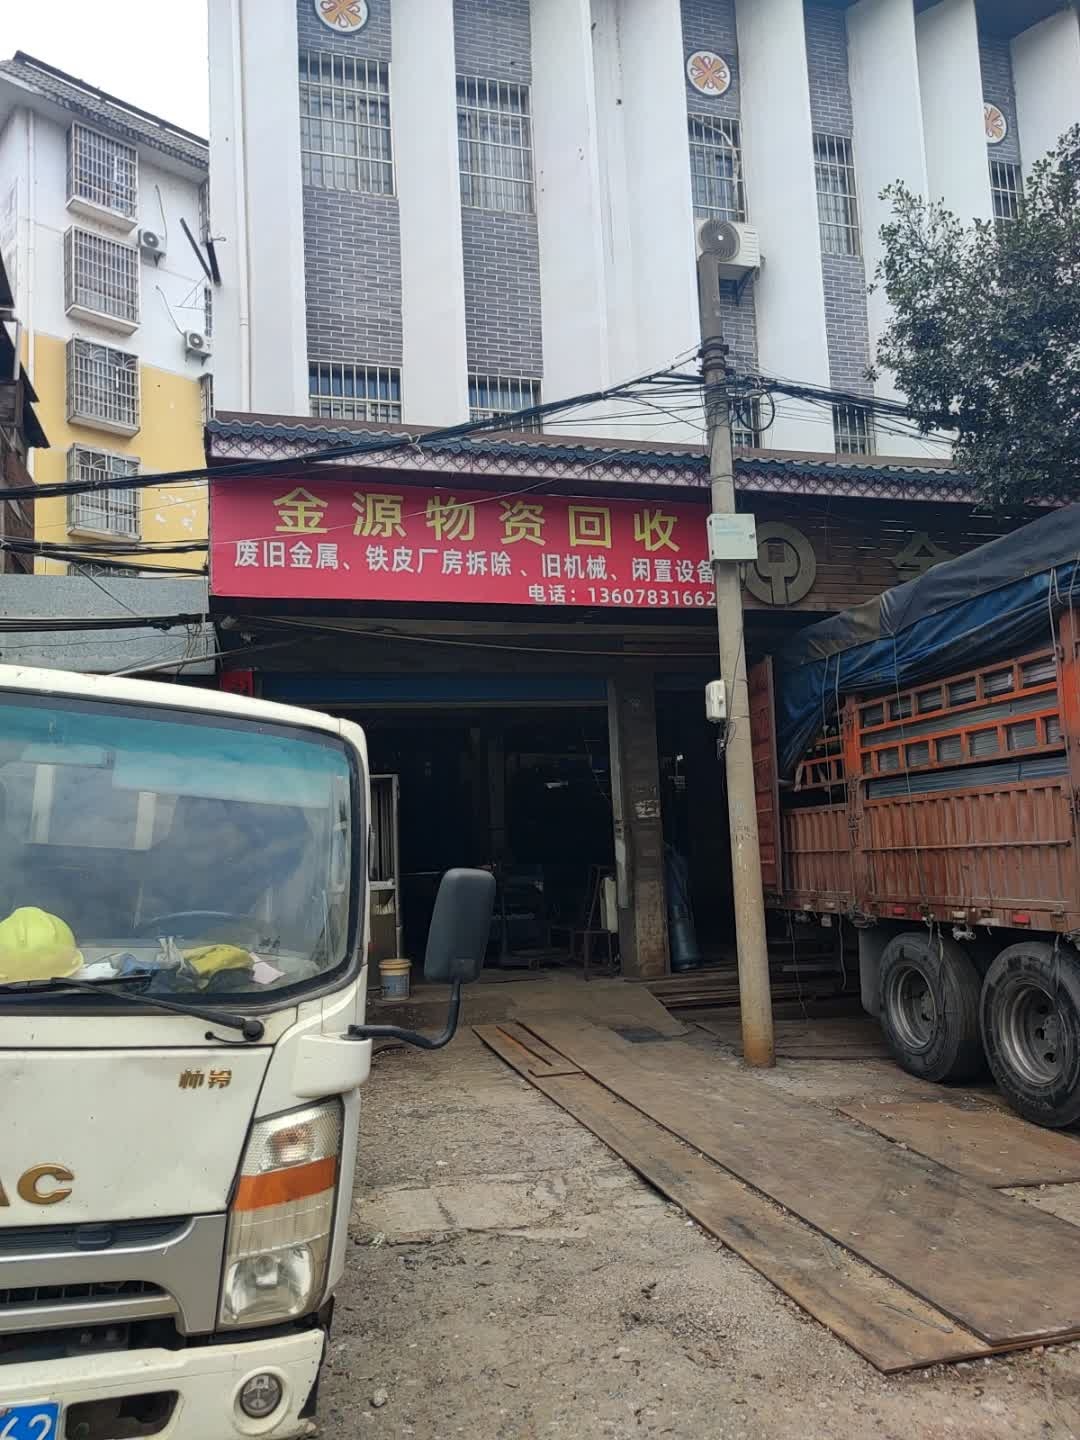 金源物资回收
废旧金属、铁皮厂房拆除、旧机械、闲置设备
电话：13607831662
帅铃
AC
62